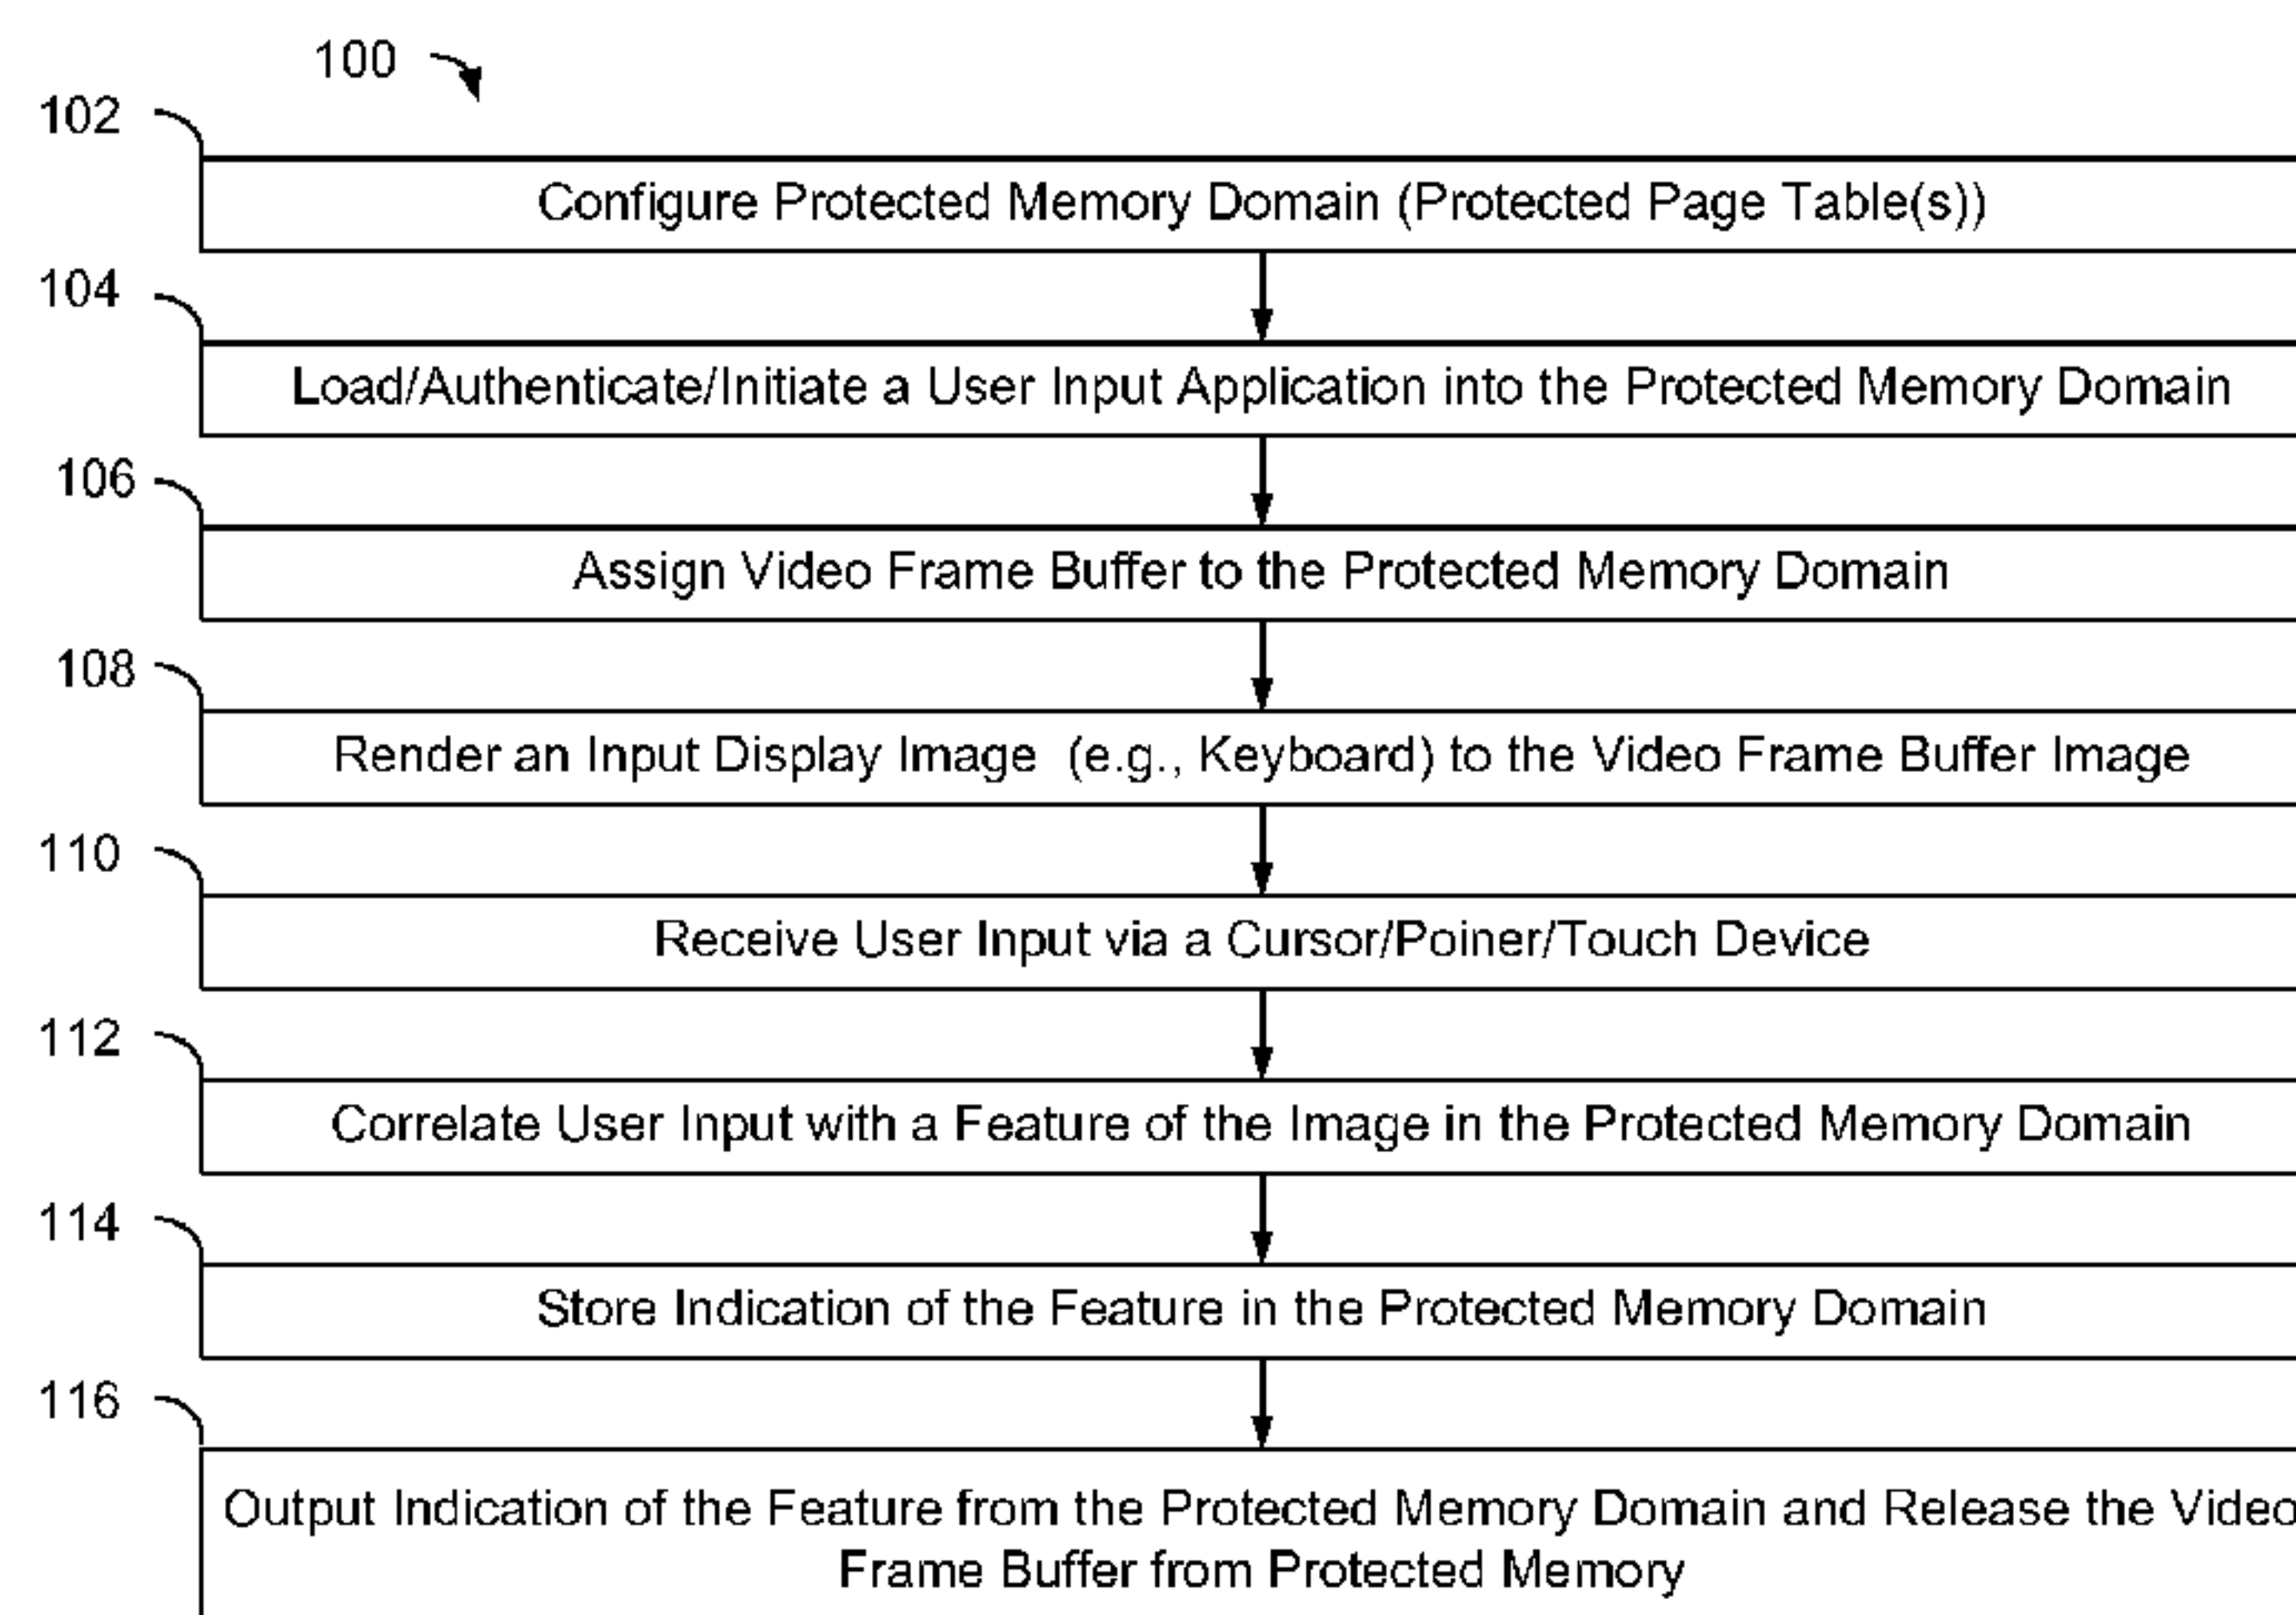 100
102
Configure Protected Memory Domain (Protected Page Table(s))
104
Load/Authenticate/Initiate a User Input Application into the Protected Memory Domain
106
Assign Video Frame Buffer to the Protected Memory Domain
108
Render an Input Display Image (e.g., Keyboard) to the Video Frame Buffer Image
110
Receive User Input via a Cursor/Poiner/Touch Device
112
Correlate User Input with a Feature of the Image in the Protected Memory Domain
114
Store Indication of the Feature in the Protected Memory Domain
116
Output Indication of the Feature from the Protected Memory Domain and Release the Video
Frame Buffer from Protected Memory